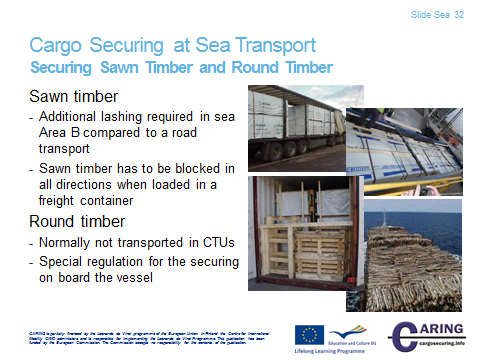 Slide Sea 32
Cargo Securing at Sea Transport
Securing Sawn Timber and Round Timber
Sawn timber
- Additional lashing required in sea
Area B compared to a road
transport
- Sawn timber has to be blocked in
all directions when loaded in a
freight container
Round timber
- Normally not transported in CTUs
- Special regulation for the securing
on board the vessel
CARING is partially financed by the Leonardo da Vinci programme of the European Union. In Finland the Centre for International
Mobility CIMO administers and is responsible for implementing the Leonardo da Vinci Programme. This publication has been
funded by the European Commission. The Commission accepts no responsibility for the contents of the publication.
Education and Culture DG
Lifelong Learning Programme
CARING
cargosecuring.info